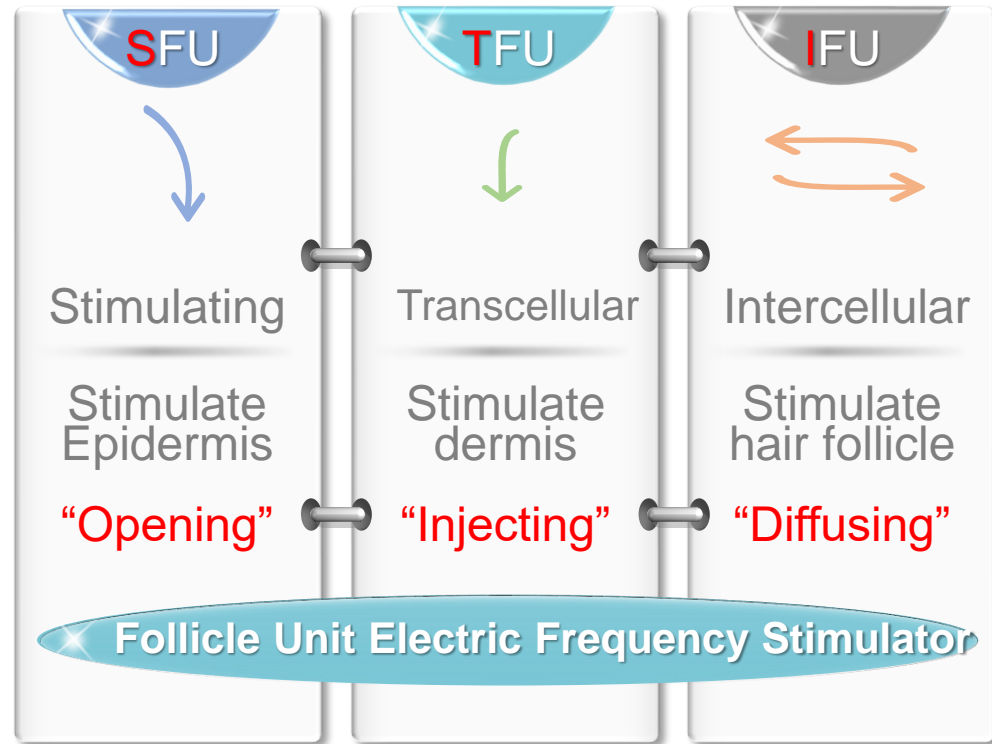 SFU
Stimulating
Stimulate
Epidermis
“Opening”
TFU
Transcellular
Stimulate
dermis
“Injecting”
IFU
Intercellular
Stimulate
hair follicle
“Diffusing”
Follicle Unit Electric Frequency Stimulator